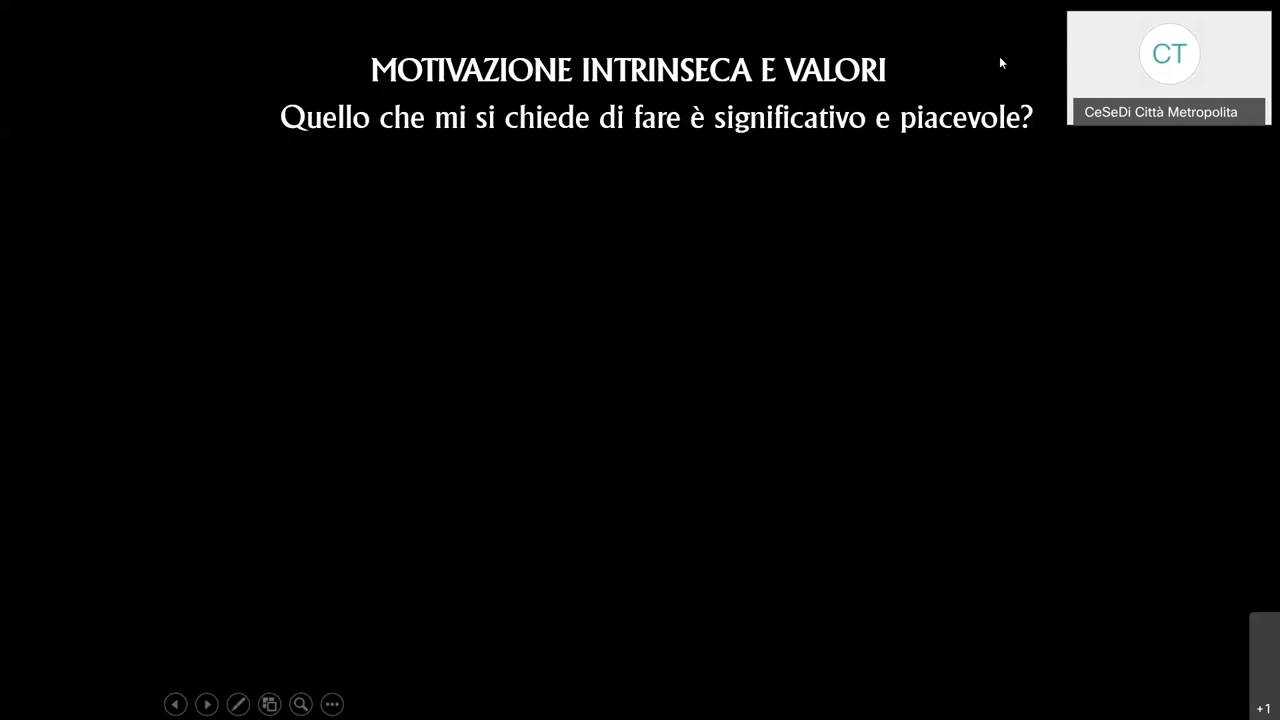 MOTIVAZIONE INTRINSECA E VALORI
Quello che mi si chiede di fare è significativo e piacevole?
CT
CeSeDi Città Metropolita
+1